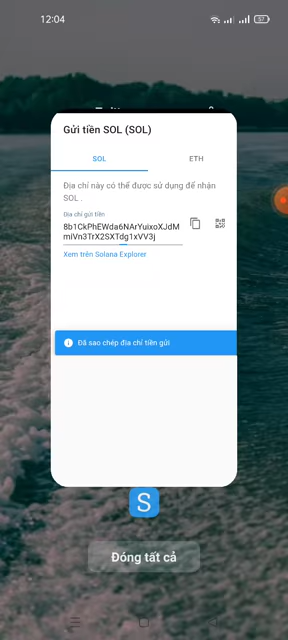 12:04
57
Gửi tiền SOL (SOL)
SOL
ETH
Địa chỉ này có thể được sử dụng để nhận
SOL .
Địa chỉ gửi tiền
8b1CkPhEWda6NArYuixoXJdM
miVn3TrX2SXTdg1xVV3j
Xem trên Solana Explorer
Đã sao chép địa chỉ tiền gửi
S
Đóng tất cả